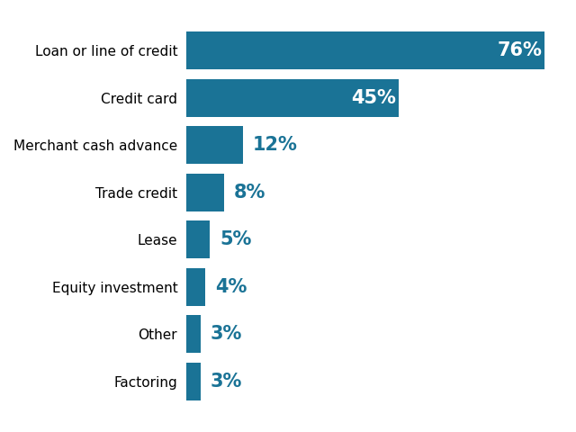 Loan or line of credit 76%
Credit card 45%
Merchant cash advance 12%
Trade credit 8%
Lease 5%
Equity investment 4%
Other 3%
Factoring 3%